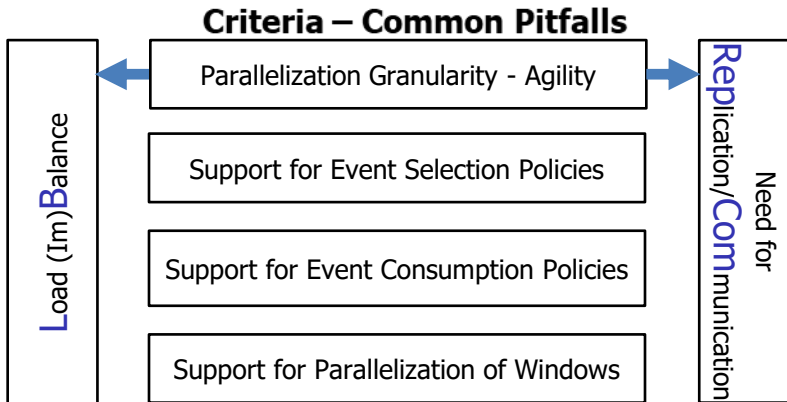 Criteria – Common Pitfalls
Load (Im)Balance
Parallelization Granularity - Agility
Support for Event Selection Policies
Support for Event Consumption Policies
Support for Parallelization of Windows
Need for
Replication/Communication